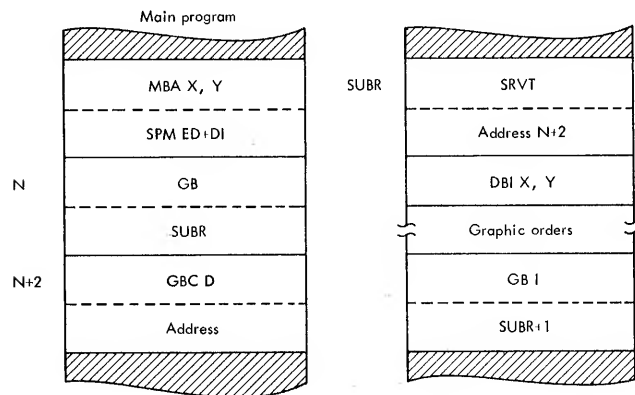 Main program
MBA X, Y
SPM ED+DI
N
GB
SUBR
N+2
GBC D
Address
SUBR
SRVT
Address N+2
DBI X, Y
Graphic orders
GB I
SUBR+1